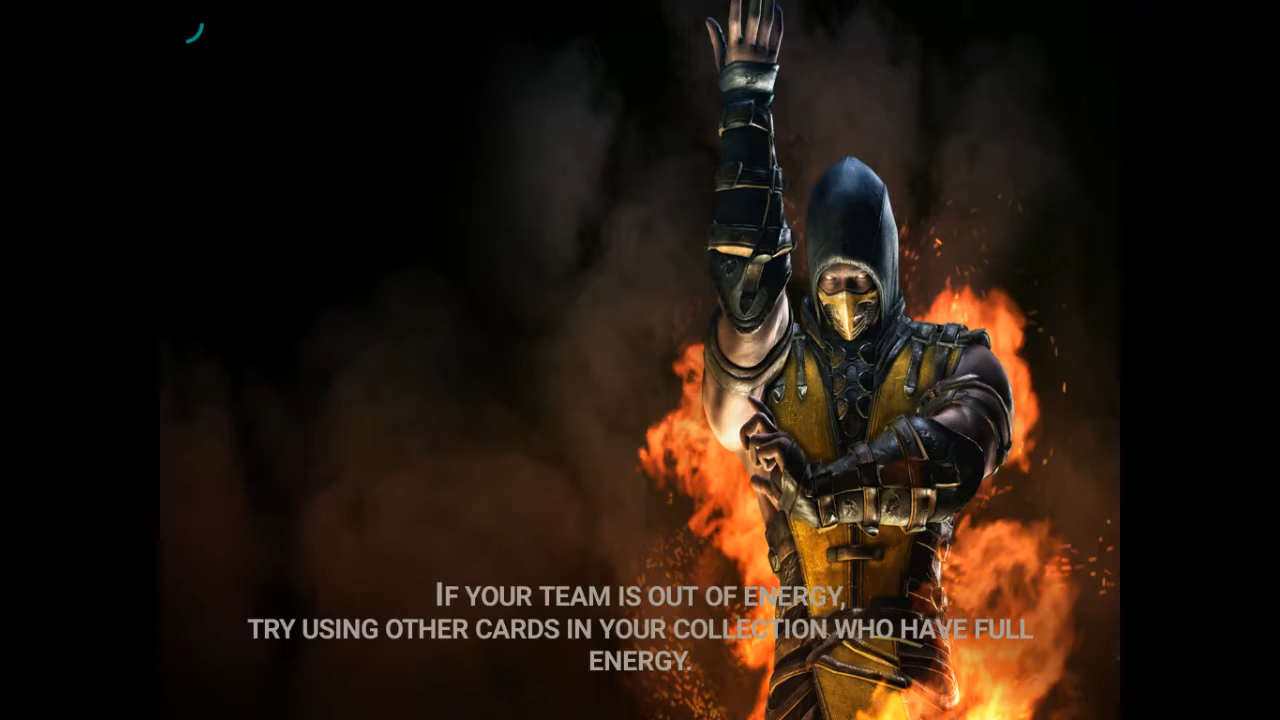 If your team is out of energy,
try using other cards in your collection who have full
energy.